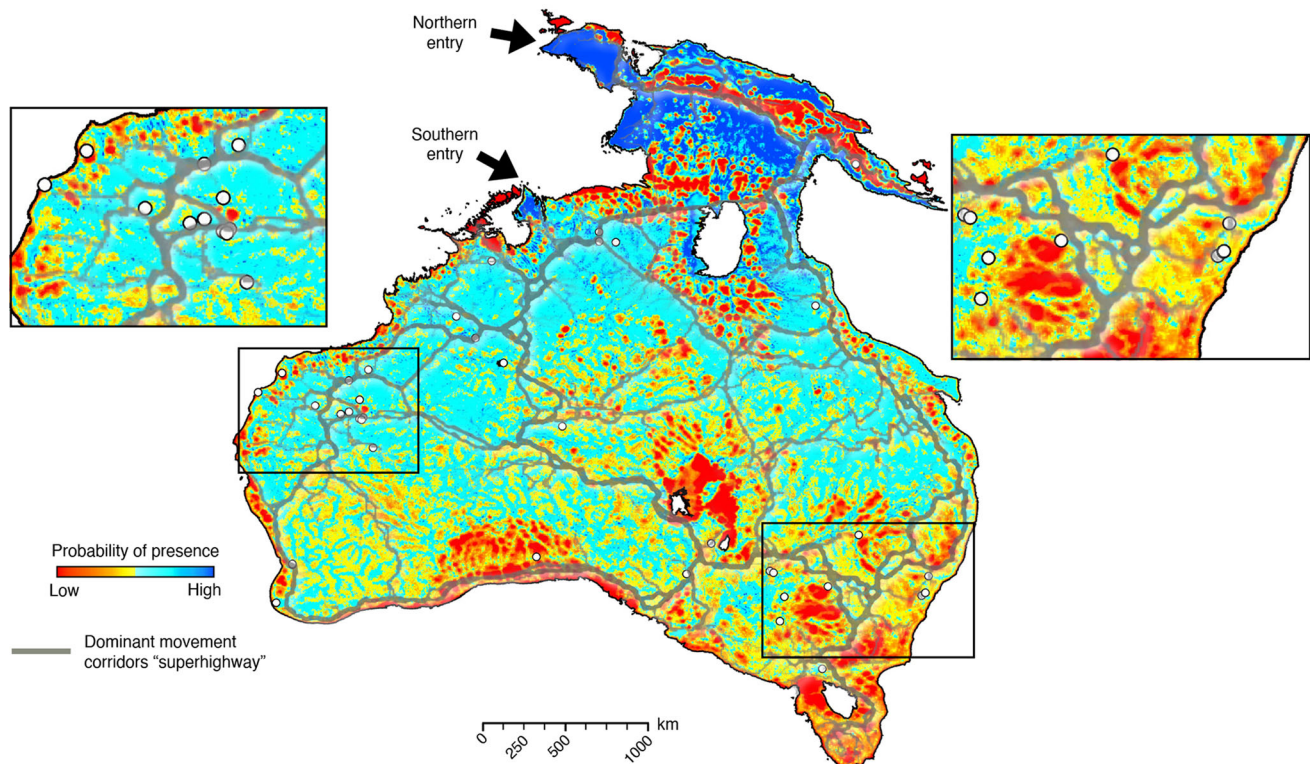 Northern
entry
Southern
entry
Probability of presence
Low High
Dominant movement
corridors “superhighway”
km
0 250 500 1000